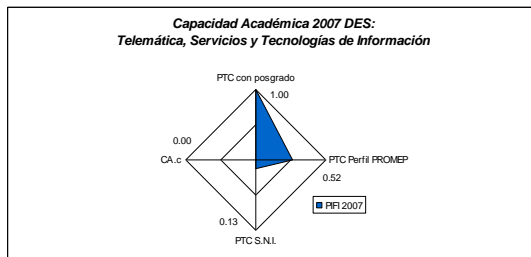 Capacidad Académica 2007 DES:
Telemática, Servicios y Tecnologías de Información
PTC con posgrado
1.00
0.00
CA.c
PTC Perfil PROMEP
0.52
PIFI 2007
0.13
PTC S.N.I.